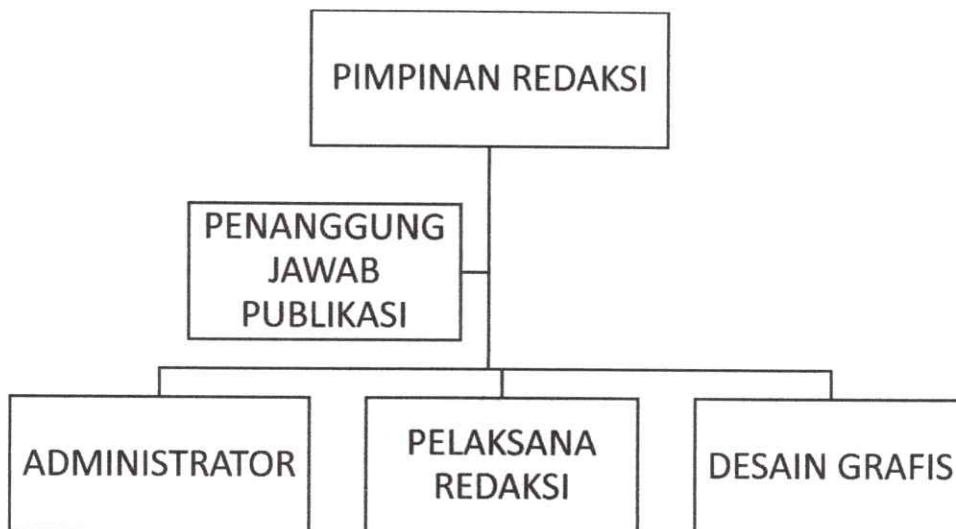 PIMPINAN REDAKSI
PENANGGUNG
JAWAB
PUBLIKASI
ADMINISTRATOR
PELAKSANA
REDAKSI
DESAIN GRAFIS